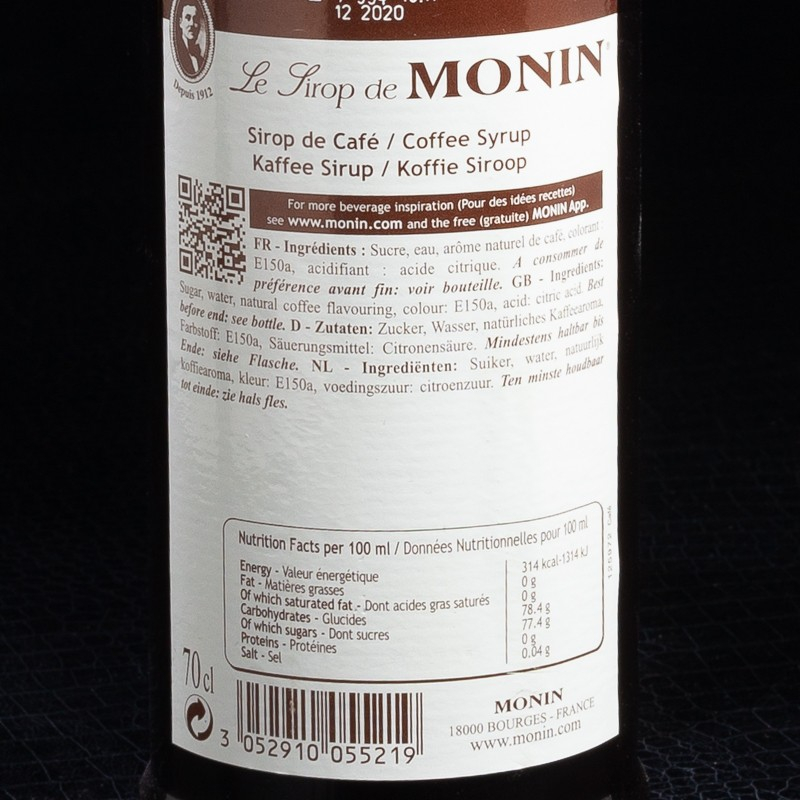 12 2020
Depuis 1912
Le Sirop de MONIN®
Sirop de Café / Coffee Syrup
Kaffee Sirup / Koffie Siroop
For more beverage inspiration (Pour des idées recettes)
see www.monin.com and the free (gratuite) MONIN App.
FR - Ingrédients : Sucre, eau, arôme naturel de café, colorant :
E150a, acidifiant : acide citrique. A consommer de
préférence avant fin: voir bouteille. GB - Ingredients:
Sugar, water, natural coffee flavouring, colour: E150a, acid: citric acid. Best
before end: see bottle. D - Zutaten: Zucker, Wasser, natürliches Kaffeearoma,
Farbstoff: E150a, Säuerungsmittel: Citronensäure. Mindestens haltbar bis
Ende: siehe Flasche. NL - Ingrediënten: Suiker, water, natuurlijk
koffiearoma, kleur: E150a, voedingszuur: citroenzuur. Ten minste houdbaar
tot einde: zie hals fles.
Nutrition Facts per 100 ml / Données Nutritionnelles pour 100 ml
Energy - Valeur énergétique 314 kcal-1314 kJ
Fat - Matières grasses 0 g
Of which saturated fat - Dont acides gras saturés 0 g
Carbohydrates - Glucides 78.4 g
Of which sugars - Dont sucres 77.4 g
Proteins - Protéines 0 g
Salt - Sel 0.04 g
70 cl
3 052910 055219
MONIN
18000 BOURGES - FRANCE
www.monin.com